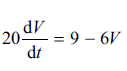 20 dV/dt = 9 − 6V